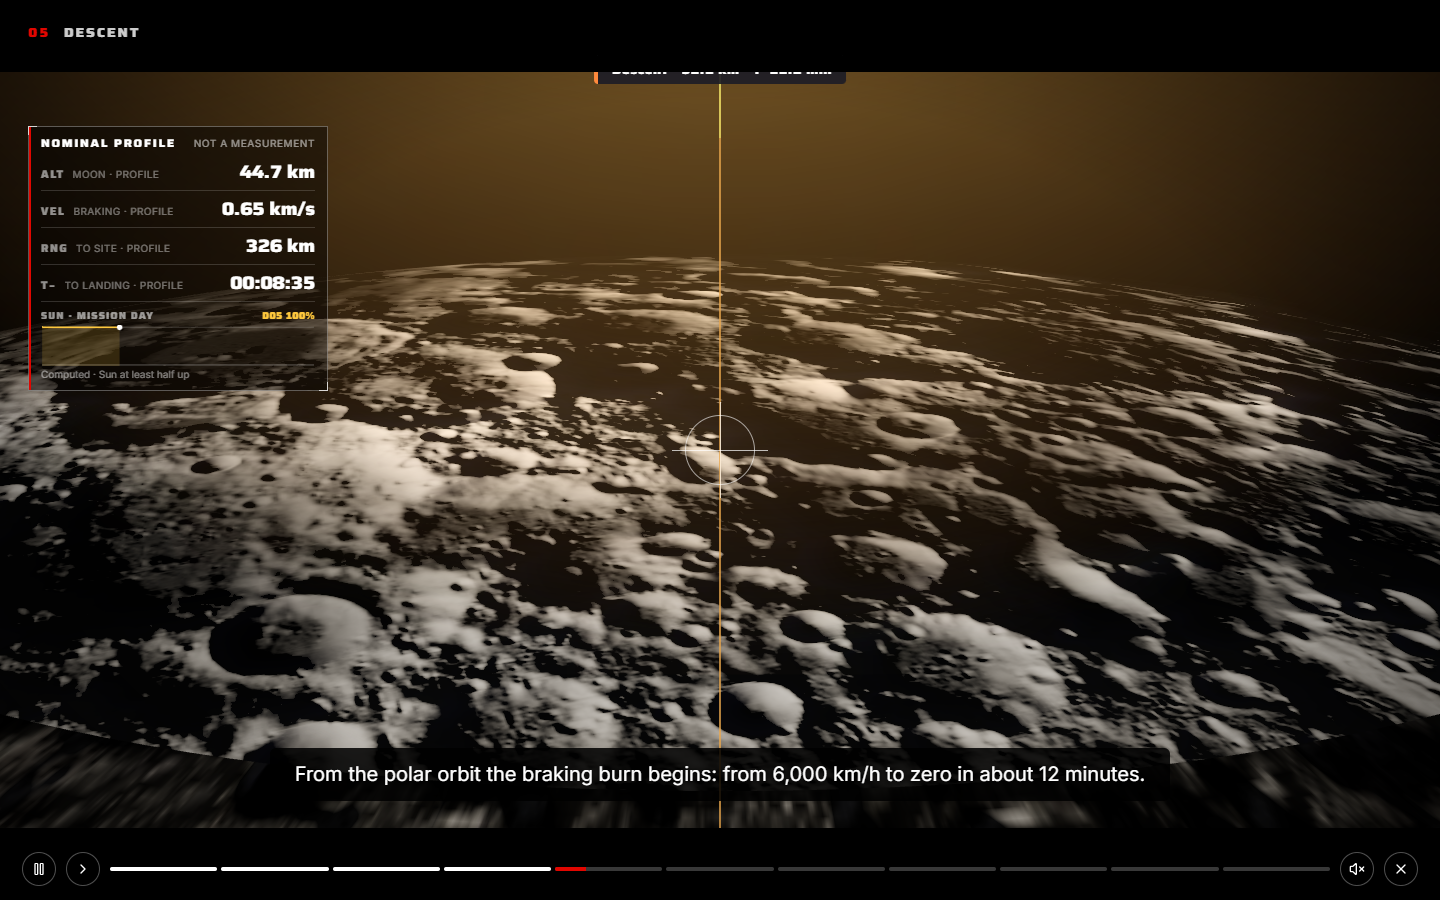 05 DESCENT
NOMINAL PROFILE NOT A MEASUREMENT
ALT MOON · PROFILE 44.7 km
VEL BRAKING · PROFILE 0.65 km/s
RNG TO SITE · PROFILE 326 km
T– TO LANDING · PROFILE 00:08:35
SUN · MISSION DAY D05 100%
Computed · Sun at least half up
From the polar orbit the braking burn begins: from 6,000 km/h to zero in about 12 minutes.